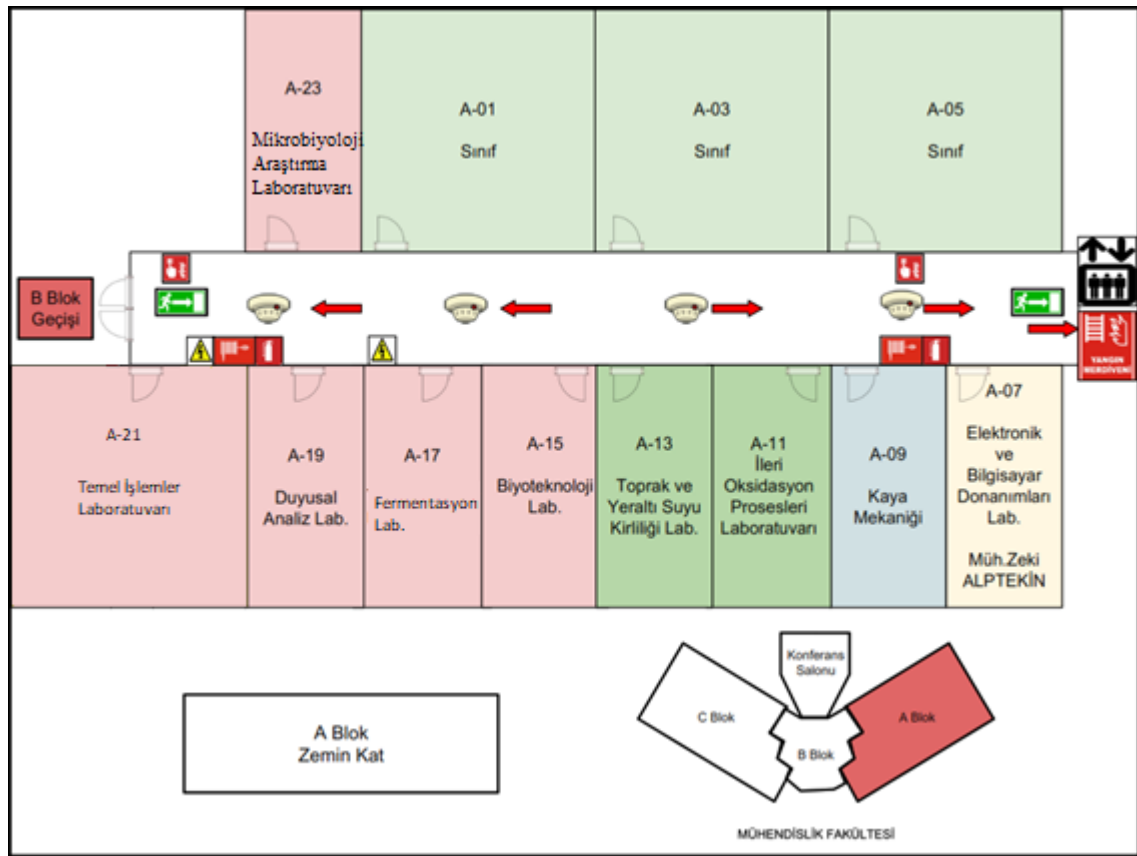 A-23
Mikrobiyoloji
Araştırma
Laboratuvarı
A-01
Sınıf
A-03
Sınıf
A-05
Sınıf
B Blok
Geçişi
YANGIN
MERDİVENİ
A-21
Temel İşlemler
Laboratuvarı
A-19
Duyusal
Analiz Lab.
A-17
Fermentasyon
Lab.
A-15
Biyoteknoloji
Lab.
A-13
Toprak ve
Yeraltı Suyu
Kirliliği Lab.
A-11
İleri
Oksidasyon
Prosesleri
Laboratuvarı
A-09
Kaya
Mekaniği
A-07
Elektronik
ve
Bilgisayar
Donanımları
Lab.
Müh.Zeki
ALPTEKİN
A Blok
Zemin Kat
Konferans
Salonu
C Blok
B Blok
A Blok
MÜHENDİSLİK FAKÜLTESİ